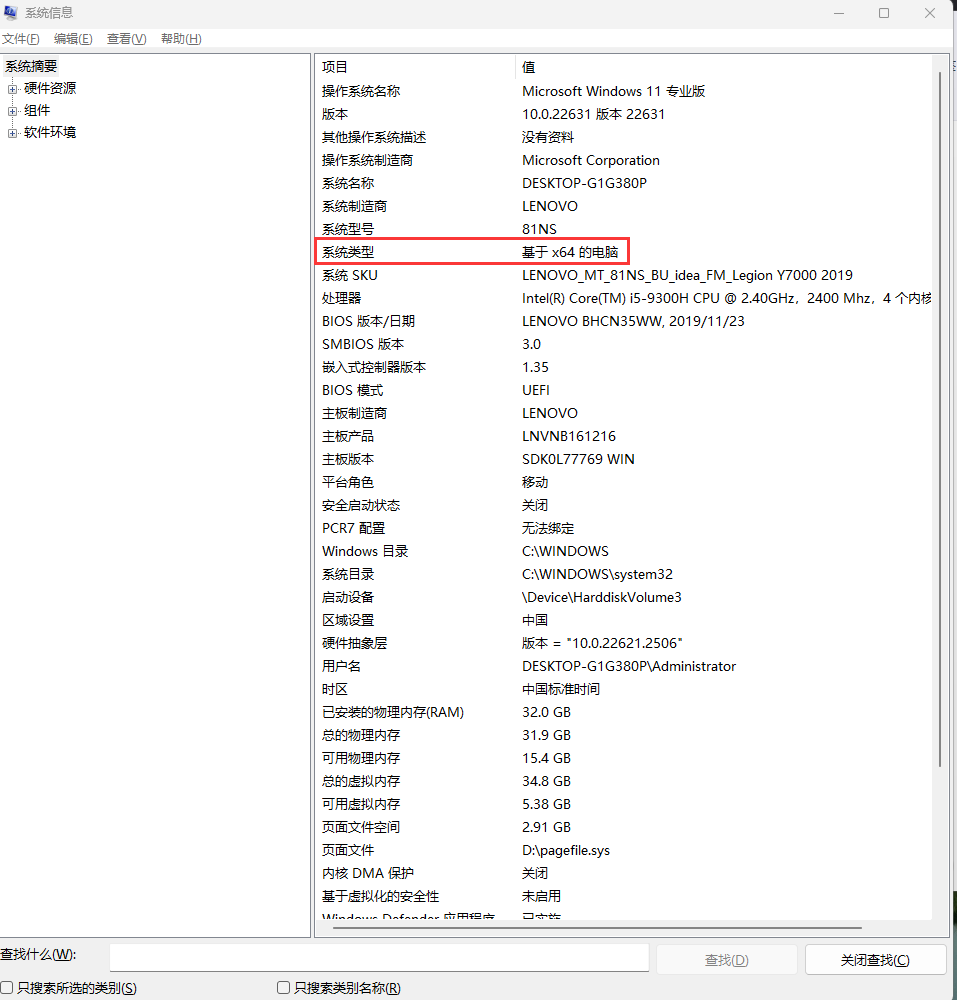 系统信息
文件(F) 编辑(E) 查看(V) 帮助(H)
系统摘要
硬件资源
组件
软件环境
项目 值
操作系统名称 Microsoft Windows 11 专业版
版本 10.0.22631 版本 22631
其他操作系统描述 没有资料
操作系统制造商 Microsoft Corporation
系统名称 DESKTOP-G1G380P
系统制造商 LENOVO
系统型号 81NS
系统类型 基于 x64 的电脑
系统 SKU LENOVO_MT_81NS_BU_idea_FM_Legion Y7000 2019
处理器 Intel(R) Core(TM) i5-9300H CPU @ 2.40GHz，2400 Mhz，4 个内核
BIOS 版本/日期 LENOVO BHCN35WW, 2019/11/23
SMBIOS 版本 3.0
嵌入式控制器版本 1.35
BIOS 模式 UEFI
主板制造商 LENOVO
主板产品 LNVNB161216
主板版本 SDK0L77769 WIN
平台角色 移动
安全启动状态 关闭
PCR7 配置 无法绑定
Windows 目录 C:\WINDOWS
系统目录 C:\WINDOWS\system32
启动设备 \Device\HarddiskVolume3
区域设置 中国
硬件抽象层 版本 = "10.0.22621.2506"
用户名 DESKTOP-G1G380P\Administrator
时区 中国标准时间
已安装的物理内存(RAM) 32.0 GB
总的物理内存 31.9 GB
可用物理内存 15.4 GB
总的虚拟内存 34.8 GB
可用虚拟内存 5.38 GB
页面文件空间 2.91 GB
页面文件 D:\pagefile.sys
内核 DMA 保护 关闭
基于虚拟化的安全性 未启用
Windows Defender 应用程序 已实施
查找什么(W): 查找(D) 关闭查找(C)
只搜索所选的类别(S) 只搜索类别名称(R)